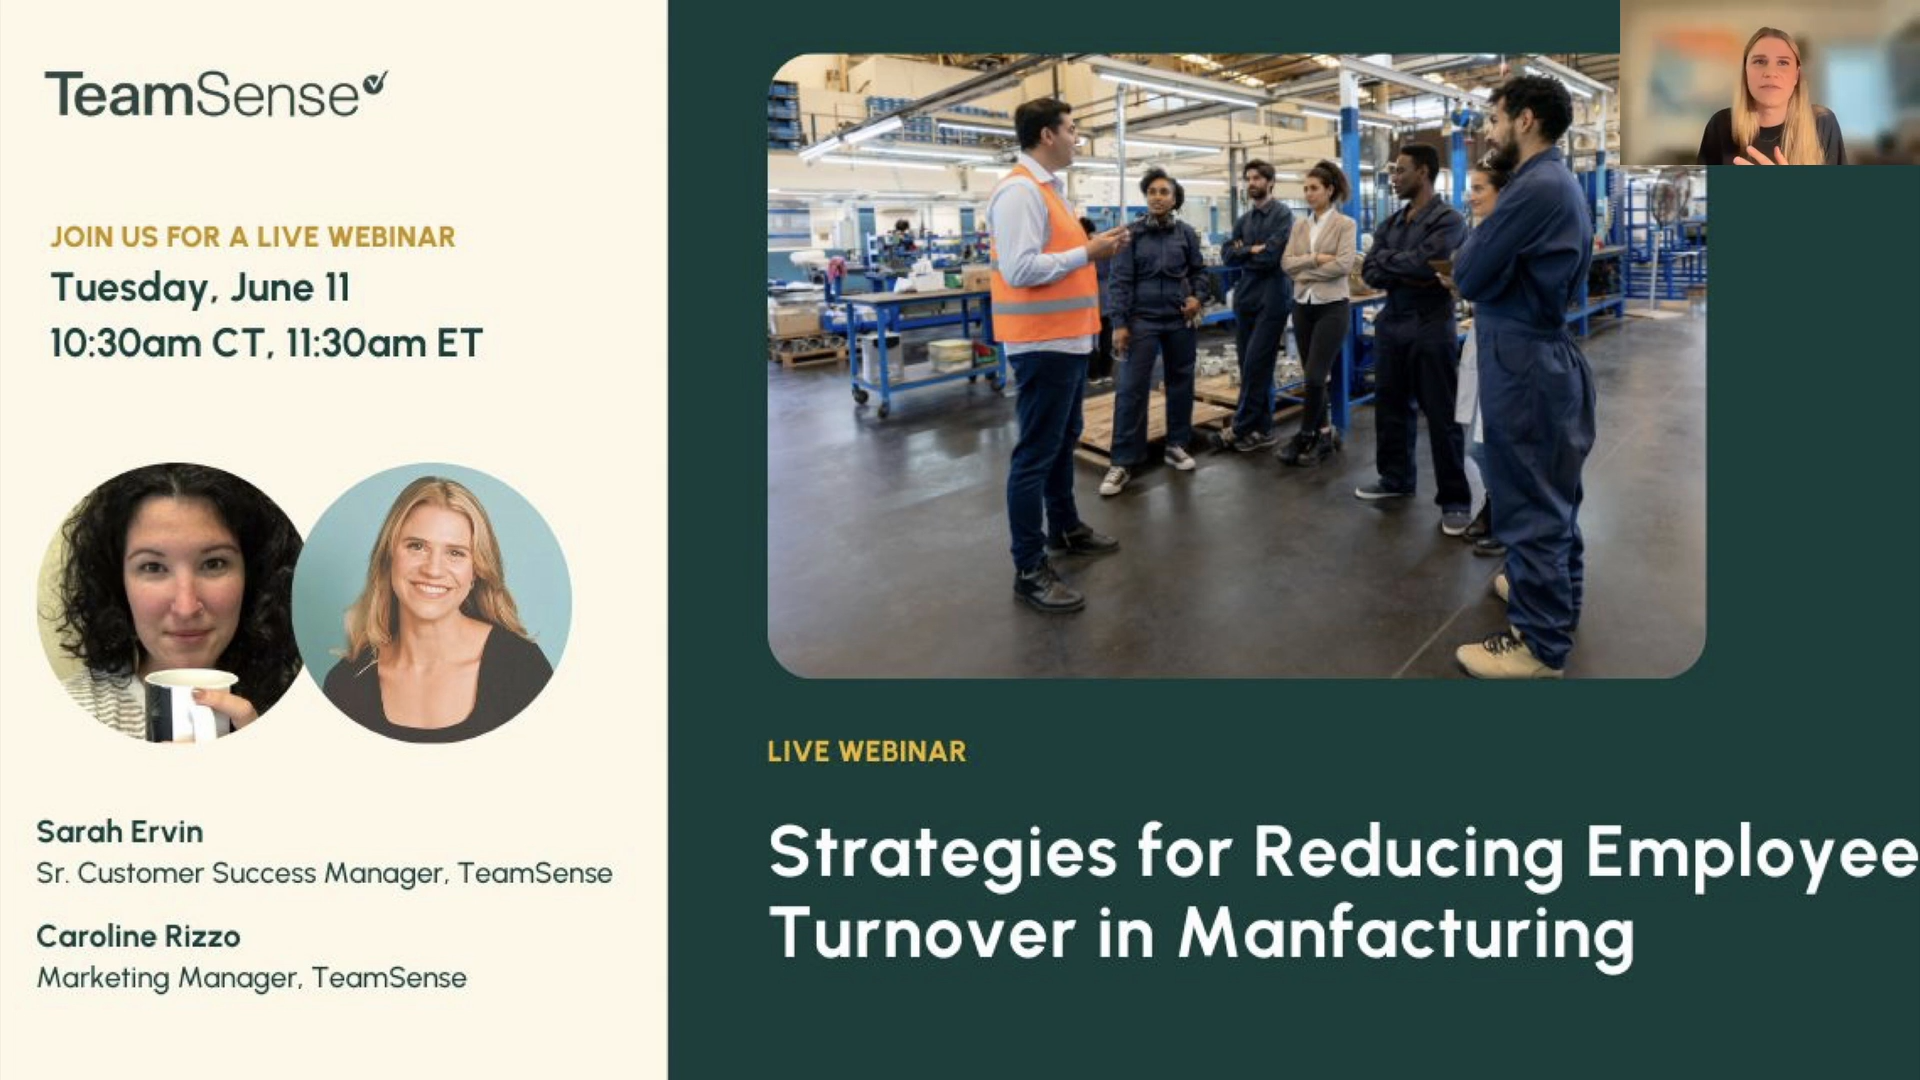 TeamSense
JOIN US FOR A LIVE WEBINAR
Tuesday, June 11
10:30am CT, 11:30am ET
Sarah Ervin
Sr. Customer Success Manager, TeamSense
Caroline Rizzo
Marketing Manager, TeamSense
LIVE WEBINAR
Strategies for Reducing Employee
Turnover in Manfacturing